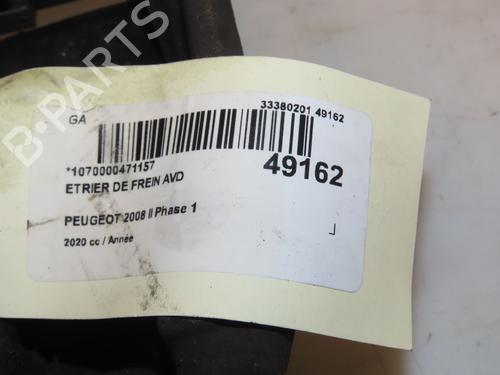 GA
33380201 49162
*1070000471157
49162
ETRIER DE FREIN AVD
PEUGEOT 2008 II Phase 1
2020 cc / Année
B-PARTS